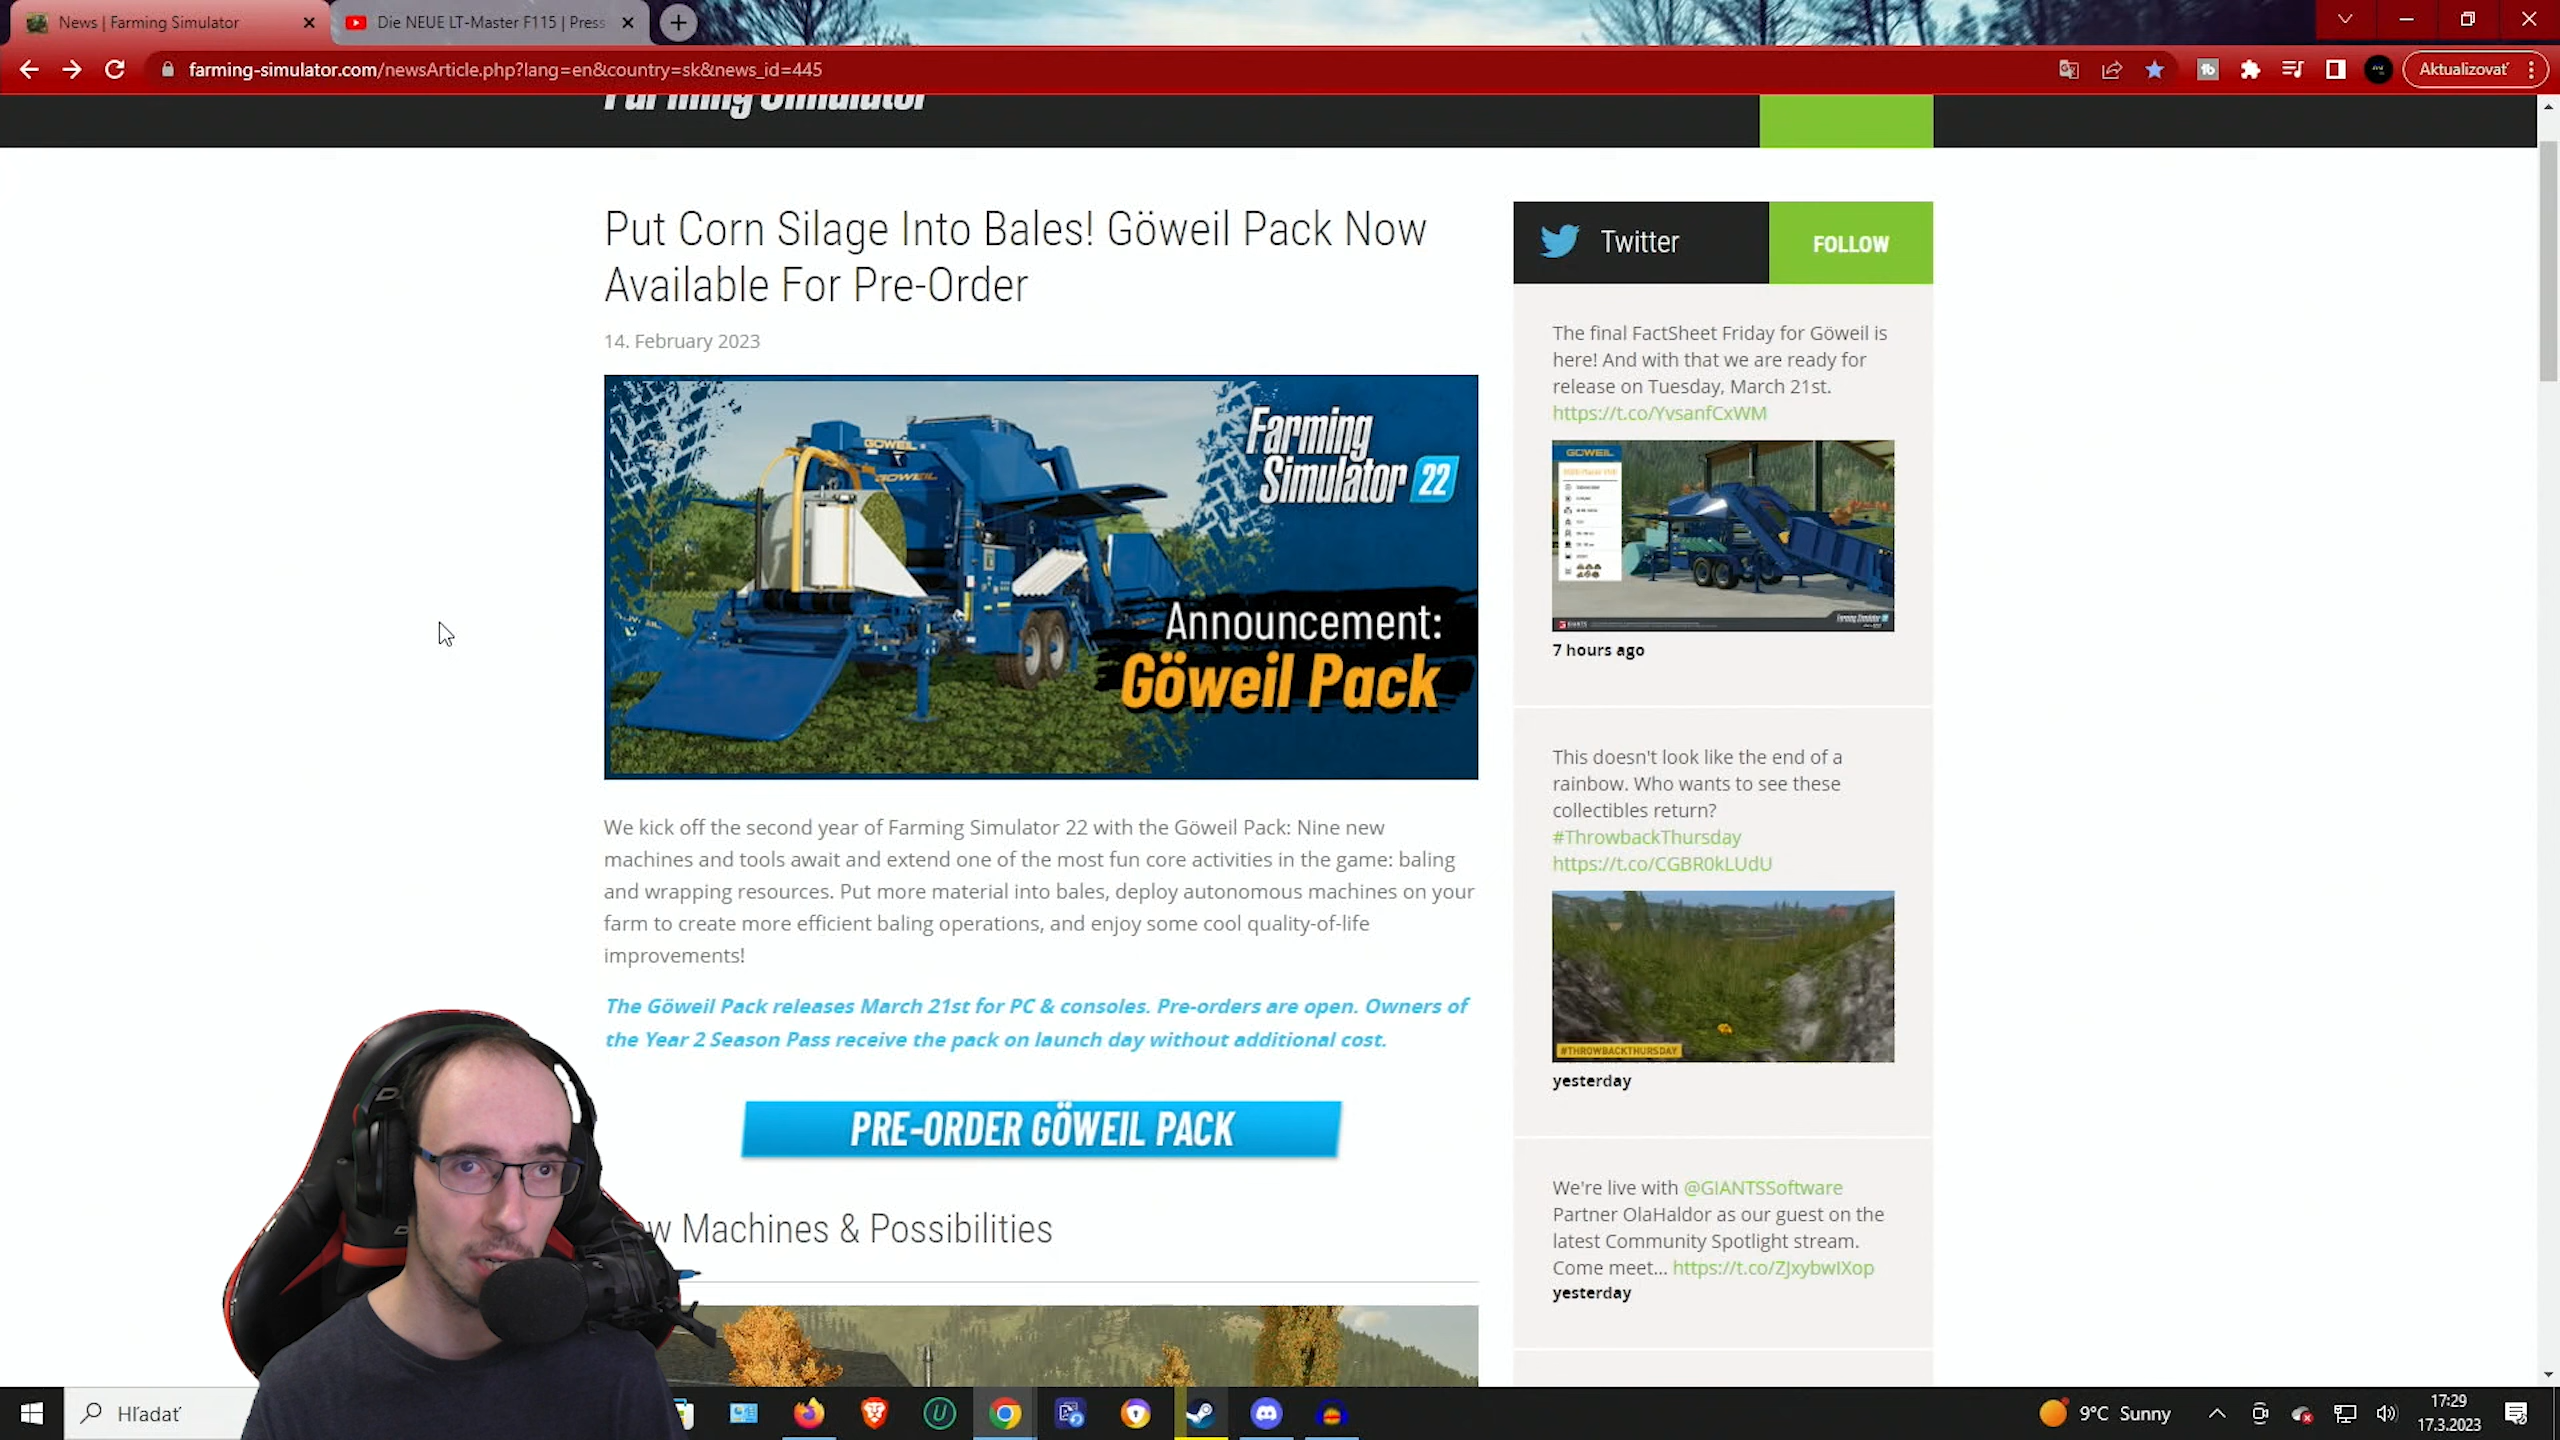 News | Farming Simulator
Die NEUE LT-Master F115 | Press
farming-simulator.com/newsArticle.php?lang=en&country=sk&news_id=445
Aktualizovať
Farming Simulator
Put Corn Silage Into Bales! Göweil Pack Now
Available For Pre-Order
14. February 2023
GÖWEIL
GÖWEIL
Farming
Simulator 22
Announcement:
Göweil Pack
We kick off the second year of Farming Simulator 22 with the Göweil Pack: Nine new
machines and tools await and extend one of the most fun core activities in the game: baling
and wrapping resources. Put more material into bales, deploy autonomous machines on your
farm to create more efficient baling operations, and enjoy some cool quality-of-life
improvements!
The Göweil Pack releases March 21st for PC & consoles. Pre-orders are open. Owners of
the Year 2 Season Pass receive the pack on launch day without additional cost.
PRE-ORDER GÖWEIL PACK
w Machines & Possibilities
Twitter
FOLLOW
The final FactSheet Friday for Göweil is
here! And with that we are ready for
release on Tuesday, March 21st.
https://t.co/YvsanfCxWM
GÖWEIL
GIANTS
7 hours ago
This doesn't look like the end of a
rainbow. Who wants to see these
collectibles return?
#ThrowbackThursday
https://t.co/CGBR0kLUdU
#THROWBACKTHURSDAY
yesterday
We're live with @GIANTSSoftware
Partner OlaHaldor as our guest on the
latest Community Spotlight stream.
Come meet... https://t.co/ZJxybwIXop
yesterday
Hľadať
9°C Sunny
17:29
17.3.2023